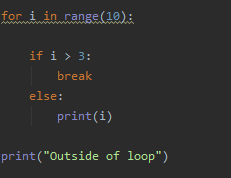 for i in range(10):
    if i > 3:
        break
    else:
        print(i)
print("Outside of loop")